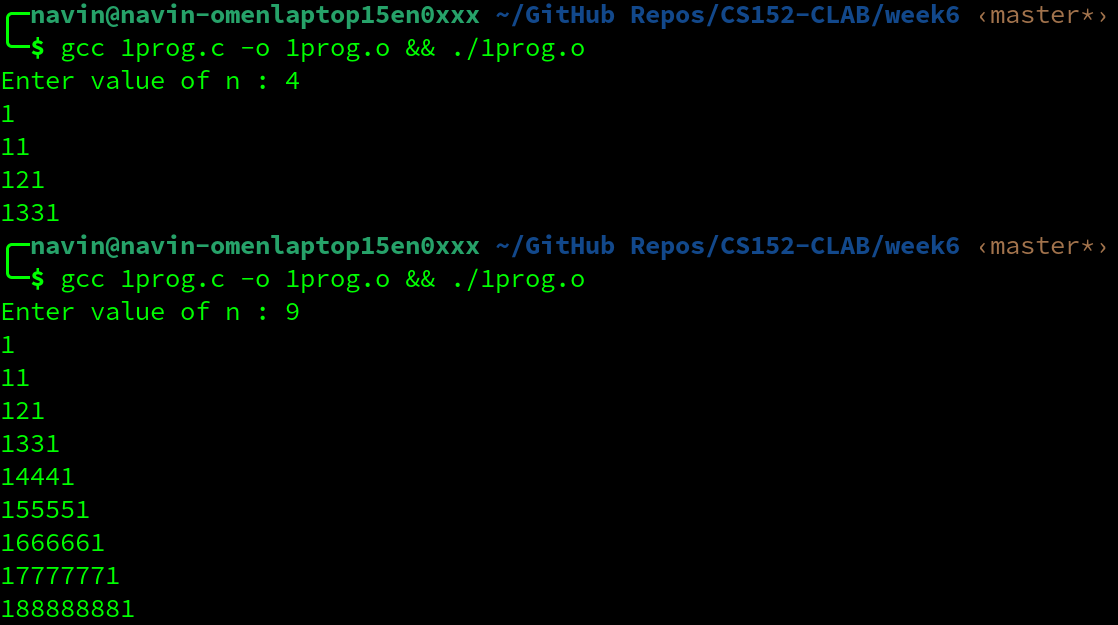 navin@navin-omenlaptop15en0xxx ~/GitHub Repos/CS152-CLAB/week6 ‹master*›
$ gcc 1prog.c -o 1prog.o && ./1prog.o
Enter value of n : 4
1
11
121
1331
navin@navin-omenlaptop15en0xxx ~/GitHub Repos/CS152-CLAB/week6 ‹master*›
$ gcc 1prog.c -o 1prog.o && ./1prog.o
Enter value of n : 9
1
11
121
1331
14441
155551
1666661
17777771
188888881